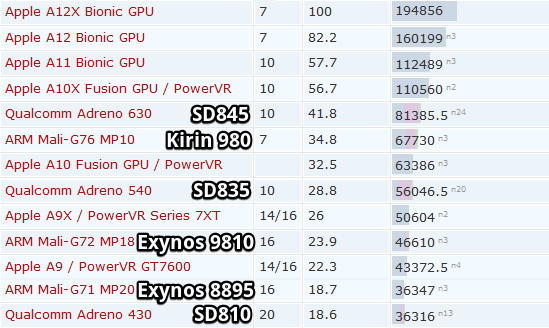 Apple A12X Bionic GPU 7 100 194856
Apple A12 Bionic GPU 7 82.2 160199 n3
Apple A11 Bionic GPU 10 57.7 112489 n3
Apple A10X Fusion GPU / PowerVR 10 56.7 110560 n2
Qualcomm Adreno 630 SD845 10 41.8 81385.5 n24
ARM Mali-G76 MP10 Kirin 980 7 34.8 67730 n3
Apple A10 Fusion GPU / PowerVR 32.5 63386 n3
Qualcomm Adreno 540 SD835 10 28.8 56046.5 n20
Apple A9X / PowerVR Series 7XT 14/16 26 50604 n2
ARM Mali-G72 MP18 Exynos 9810 16 23.9 46610 n3
Apple A9 / PowerVR GT7600 14/16 22.3 43372.5 n4
ARM Mali-G71 MP20 Exynos 8895 16 18.7 36347 n3
Qualcomm Adreno 430 SD810 20 18.6 36316 n13